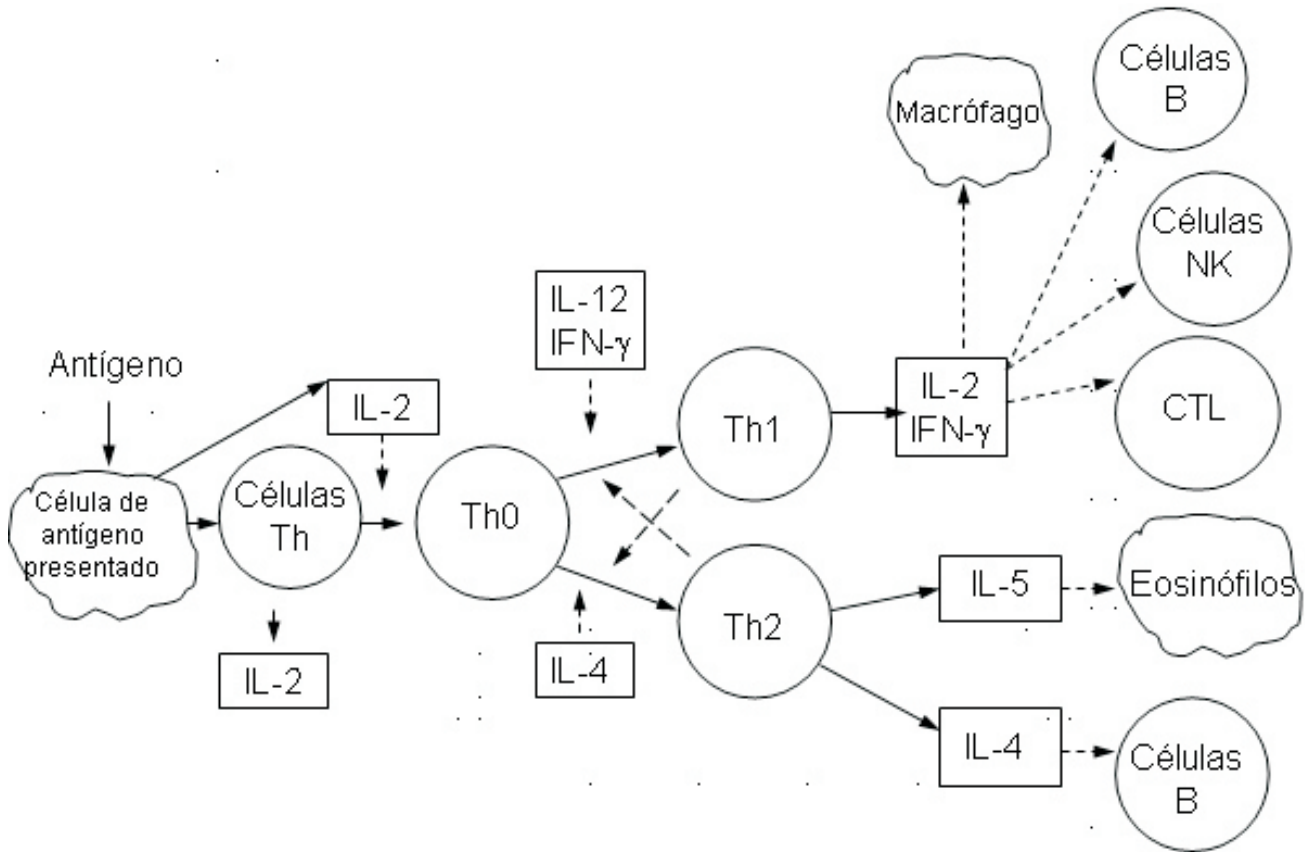 Antígeno
Célula de
antígeno
presentado
IL-2
Células
Th
IL-2
Th0
IL-12
IFN-γ
IL-4
Th1
Th2
IL-2
IFN-γ
Macrófago
Células
B
Células
NK
CTL
IL-5
Eosinófilos
IL-4
Células
B